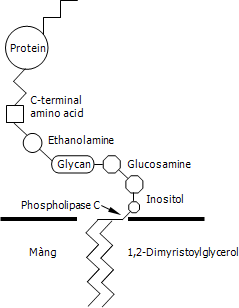 Protein
C-terminal
amino acid
Ethanolamine
Glycan
Glucosamine
Inositol
Phospholipase C
Màng
1,2-Dimyristoylglycerol